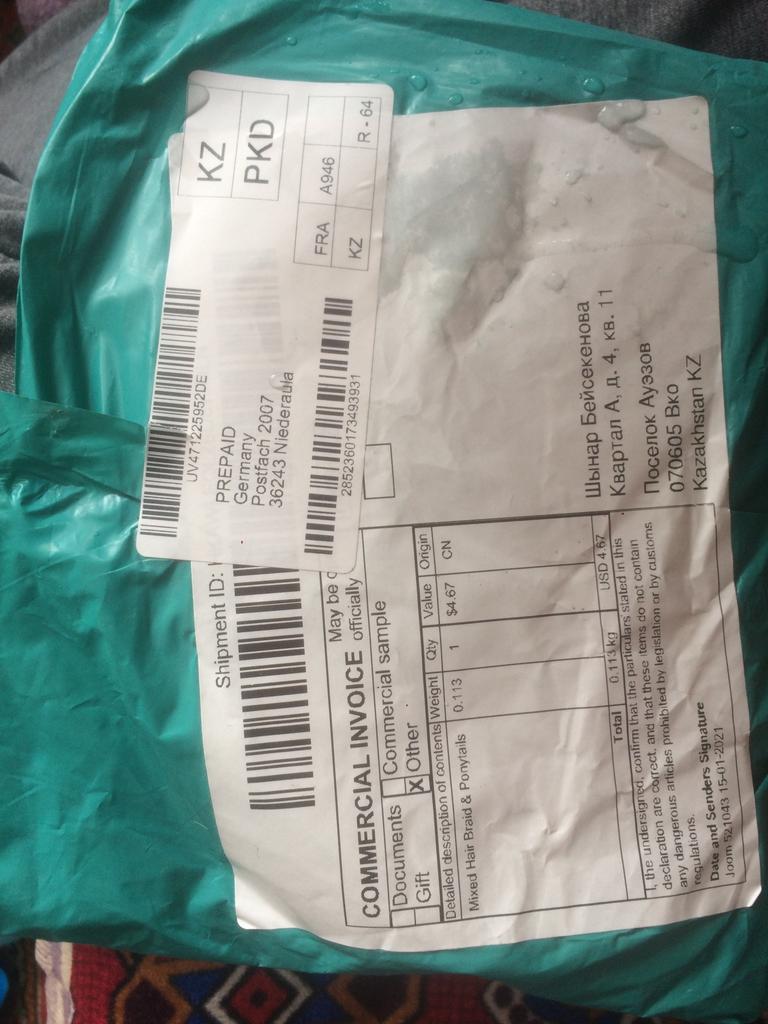 KZ
PKD
FRA A946
KZ R - 64
UV471225952DE
PREPAID
Germany
Postfach 2007
36243 Niederaula
2852360173493931
Shipment ID:
COMMERCIAL INVOICE May be
officially
Documents Commercial sample
Gift X Other
Detailed description of contents Weight Qty Value Origin
Mixed Hair Braid & Ponytails 0.113 1 $4.67 CN
Total 0.113 kg USD 4.67
I, the undersigned, confirm that the particulars stated in this
declaration are correct, and that these items do not contain
any dangerous articles prohibited by legislation or by customs
regulations.
Date and Senders Signature
Joom 521043 15-01-2021
Шынар Бейсекенова
Квартал А, д. 4, кв. 11
Поселок Ауэзов
070605 Вко
Kazakhstan KZ